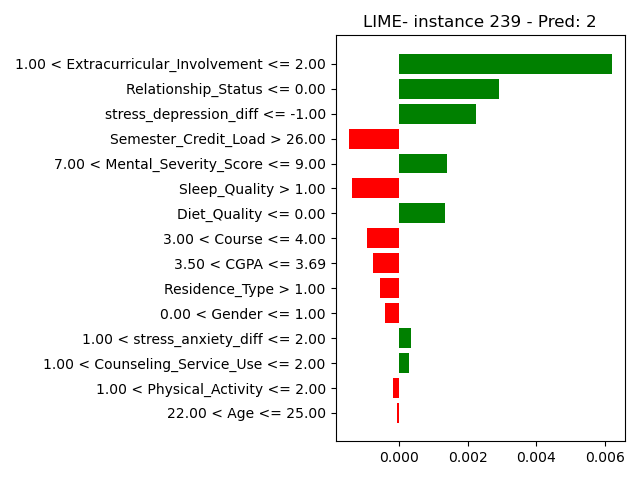 LIME- instance 239 - Pred: 2
1.00 < Extracurricular_Involvement <= 2.00
Relationship_Status <= 0.00
stress_depression_diff <= -1.00
Semester_Credit_Load > 26.00
7.00 < Mental_Severity_Score <= 9.00
Sleep_Quality > 1.00
Diet_Quality <= 0.00
3.00 < Course <= 4.00
3.50 < CGPA <= 3.69
Residence_Type > 1.00
0.00 < Gender <= 1.00
1.00 < stress_anxiety_diff <= 2.00
1.00 < Counseling_Service_Use <= 2.00
1.00 < Physical_Activity <= 2.00
22.00 < Age <= 25.00
0.000 0.002 0.004 0.006